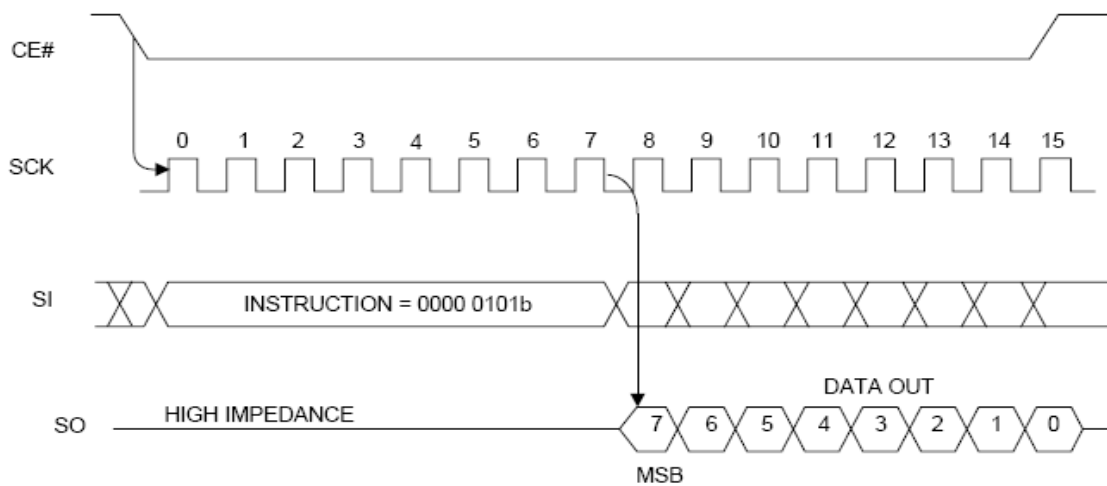 CE#
0 1 2 3 4 5 6 7 8 9 10 11 12 13 14 15
SCK
SI INSTRUCTION = 0000 0101b
DATA OUT
HIGH IMPEDANCE
SO 7 6 5 4 3 2 1 0
MSB